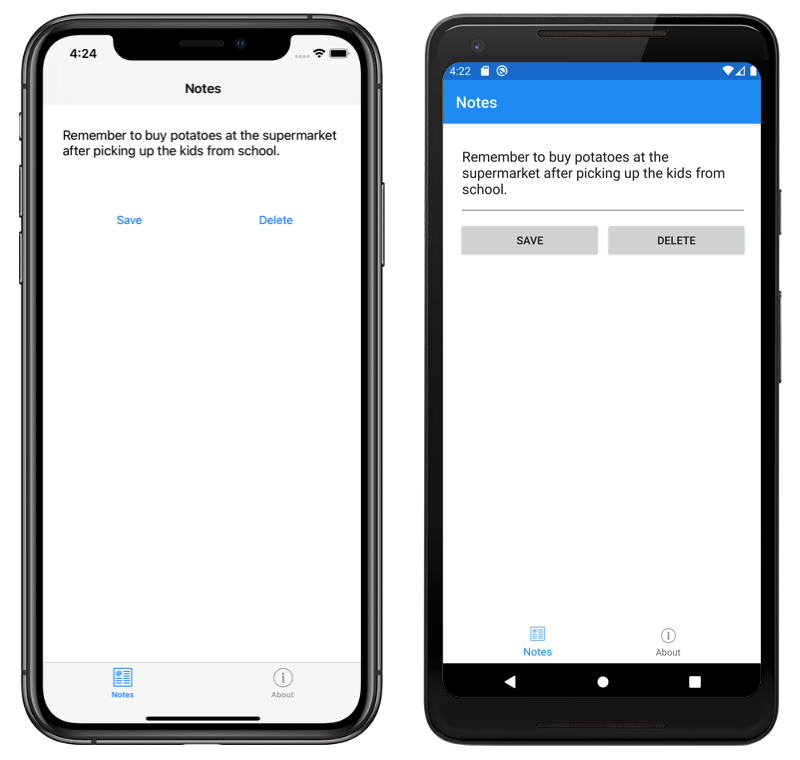 4:24
Notes
Remember to buy potatoes at the supermarket
after picking up the kids from school.
Save Delete
Notes About
4:22
Notes
Remember to buy potatoes at the
supermarket after picking up the kids from
school.
SAVE DELETE
Notes About